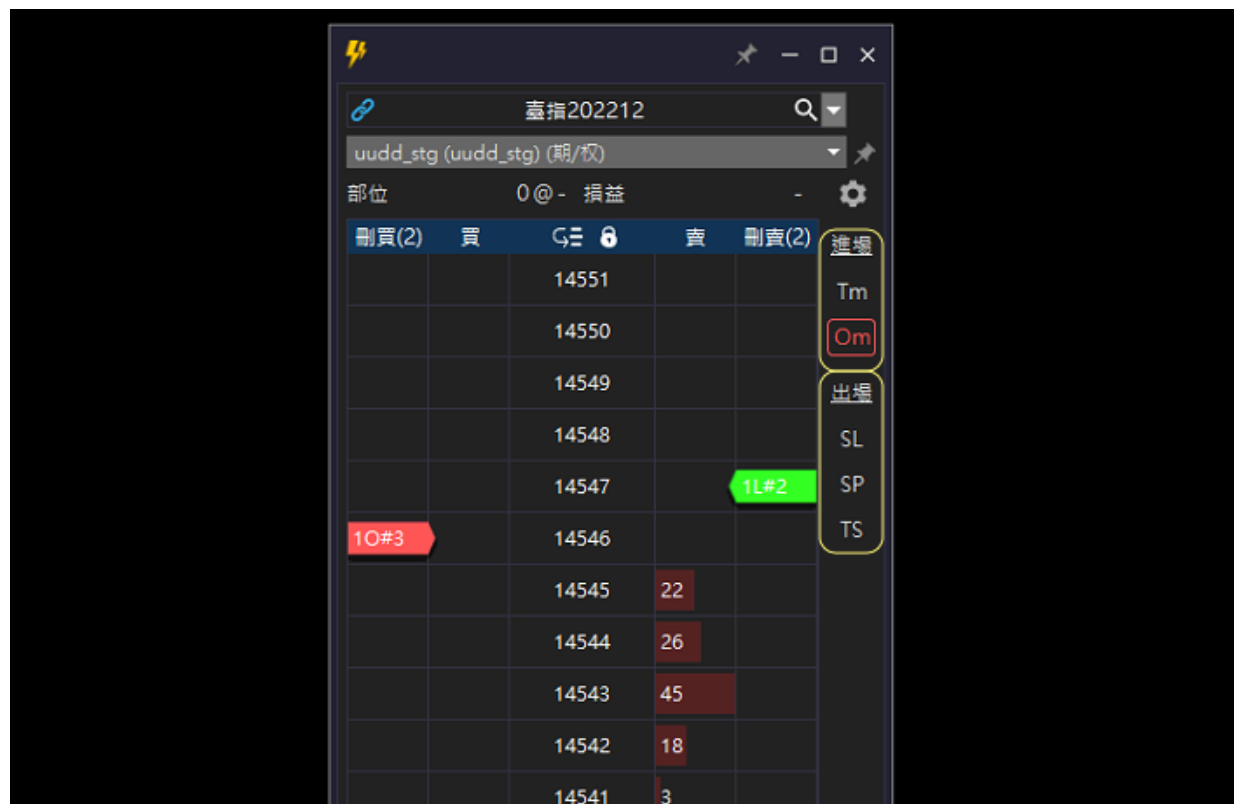 臺指202212
uudd_stg (uudd_stg) (期/权)
部位 0@- 損益 -
刪買(2) 買 賣 刪賣(2) 進場
14551 Tm
14550 Om
14549 出場
14548 SL
14547 1L#2 SP
1O#3 14546 TS
14545 22
14544 26
14543 45
14542 18
14541 3